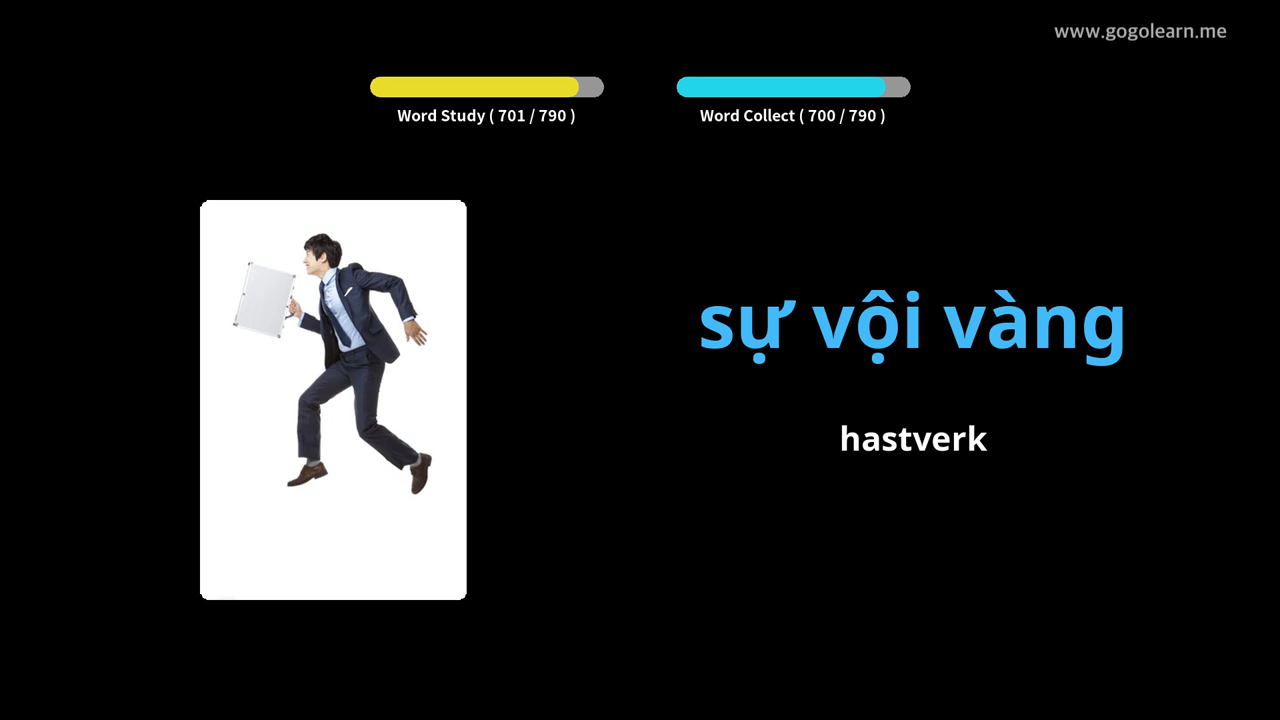 www.gogolearn.me
Word Study ( 701 / 790 )
Word Collect ( 700 / 790 )
sự vội vàng
hastverk